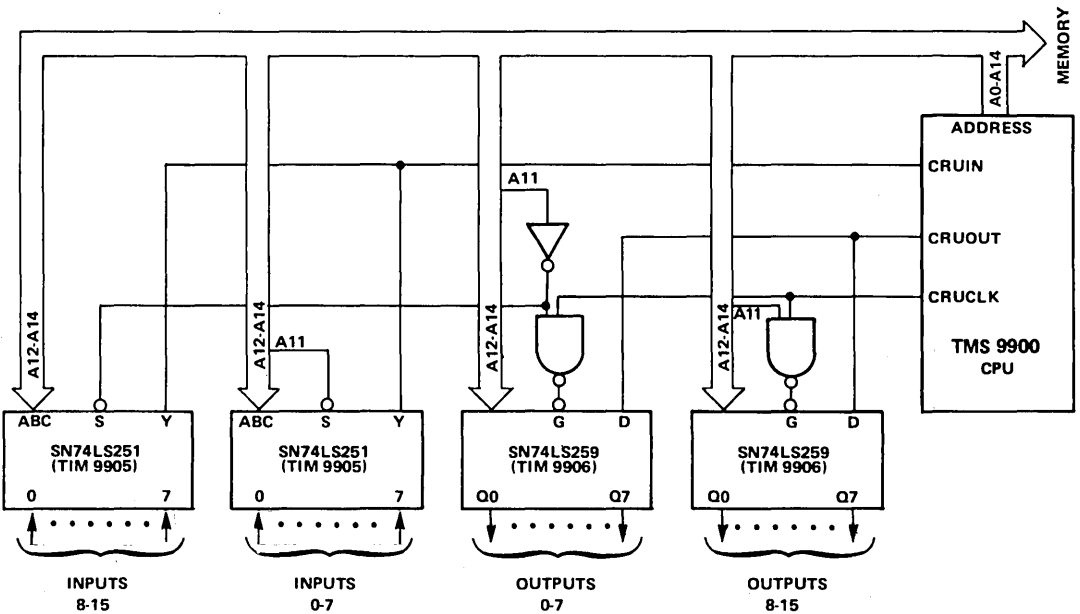 MEMORY
A0-A14
ADDRESS
CRUIN
CRUOUT
CRUCLK
TMS 9900
CPU
A11
A12-A14
A12-A14
A11
A12-A14
A12-A14
A11
ABC S Y
SN74LS251
(TIM 9905)
0 7
INPUTS
8-15
ABC S Y
SN74LS251
(TIM 9905)
0 7
INPUTS
0-7
G D
SN74LS259
(TIM 9906)
Q0 Q7
OUTPUTS
0-7
G D
SN74LS259
(TIM 9906)
Q0 Q7
OUTPUTS
8-15